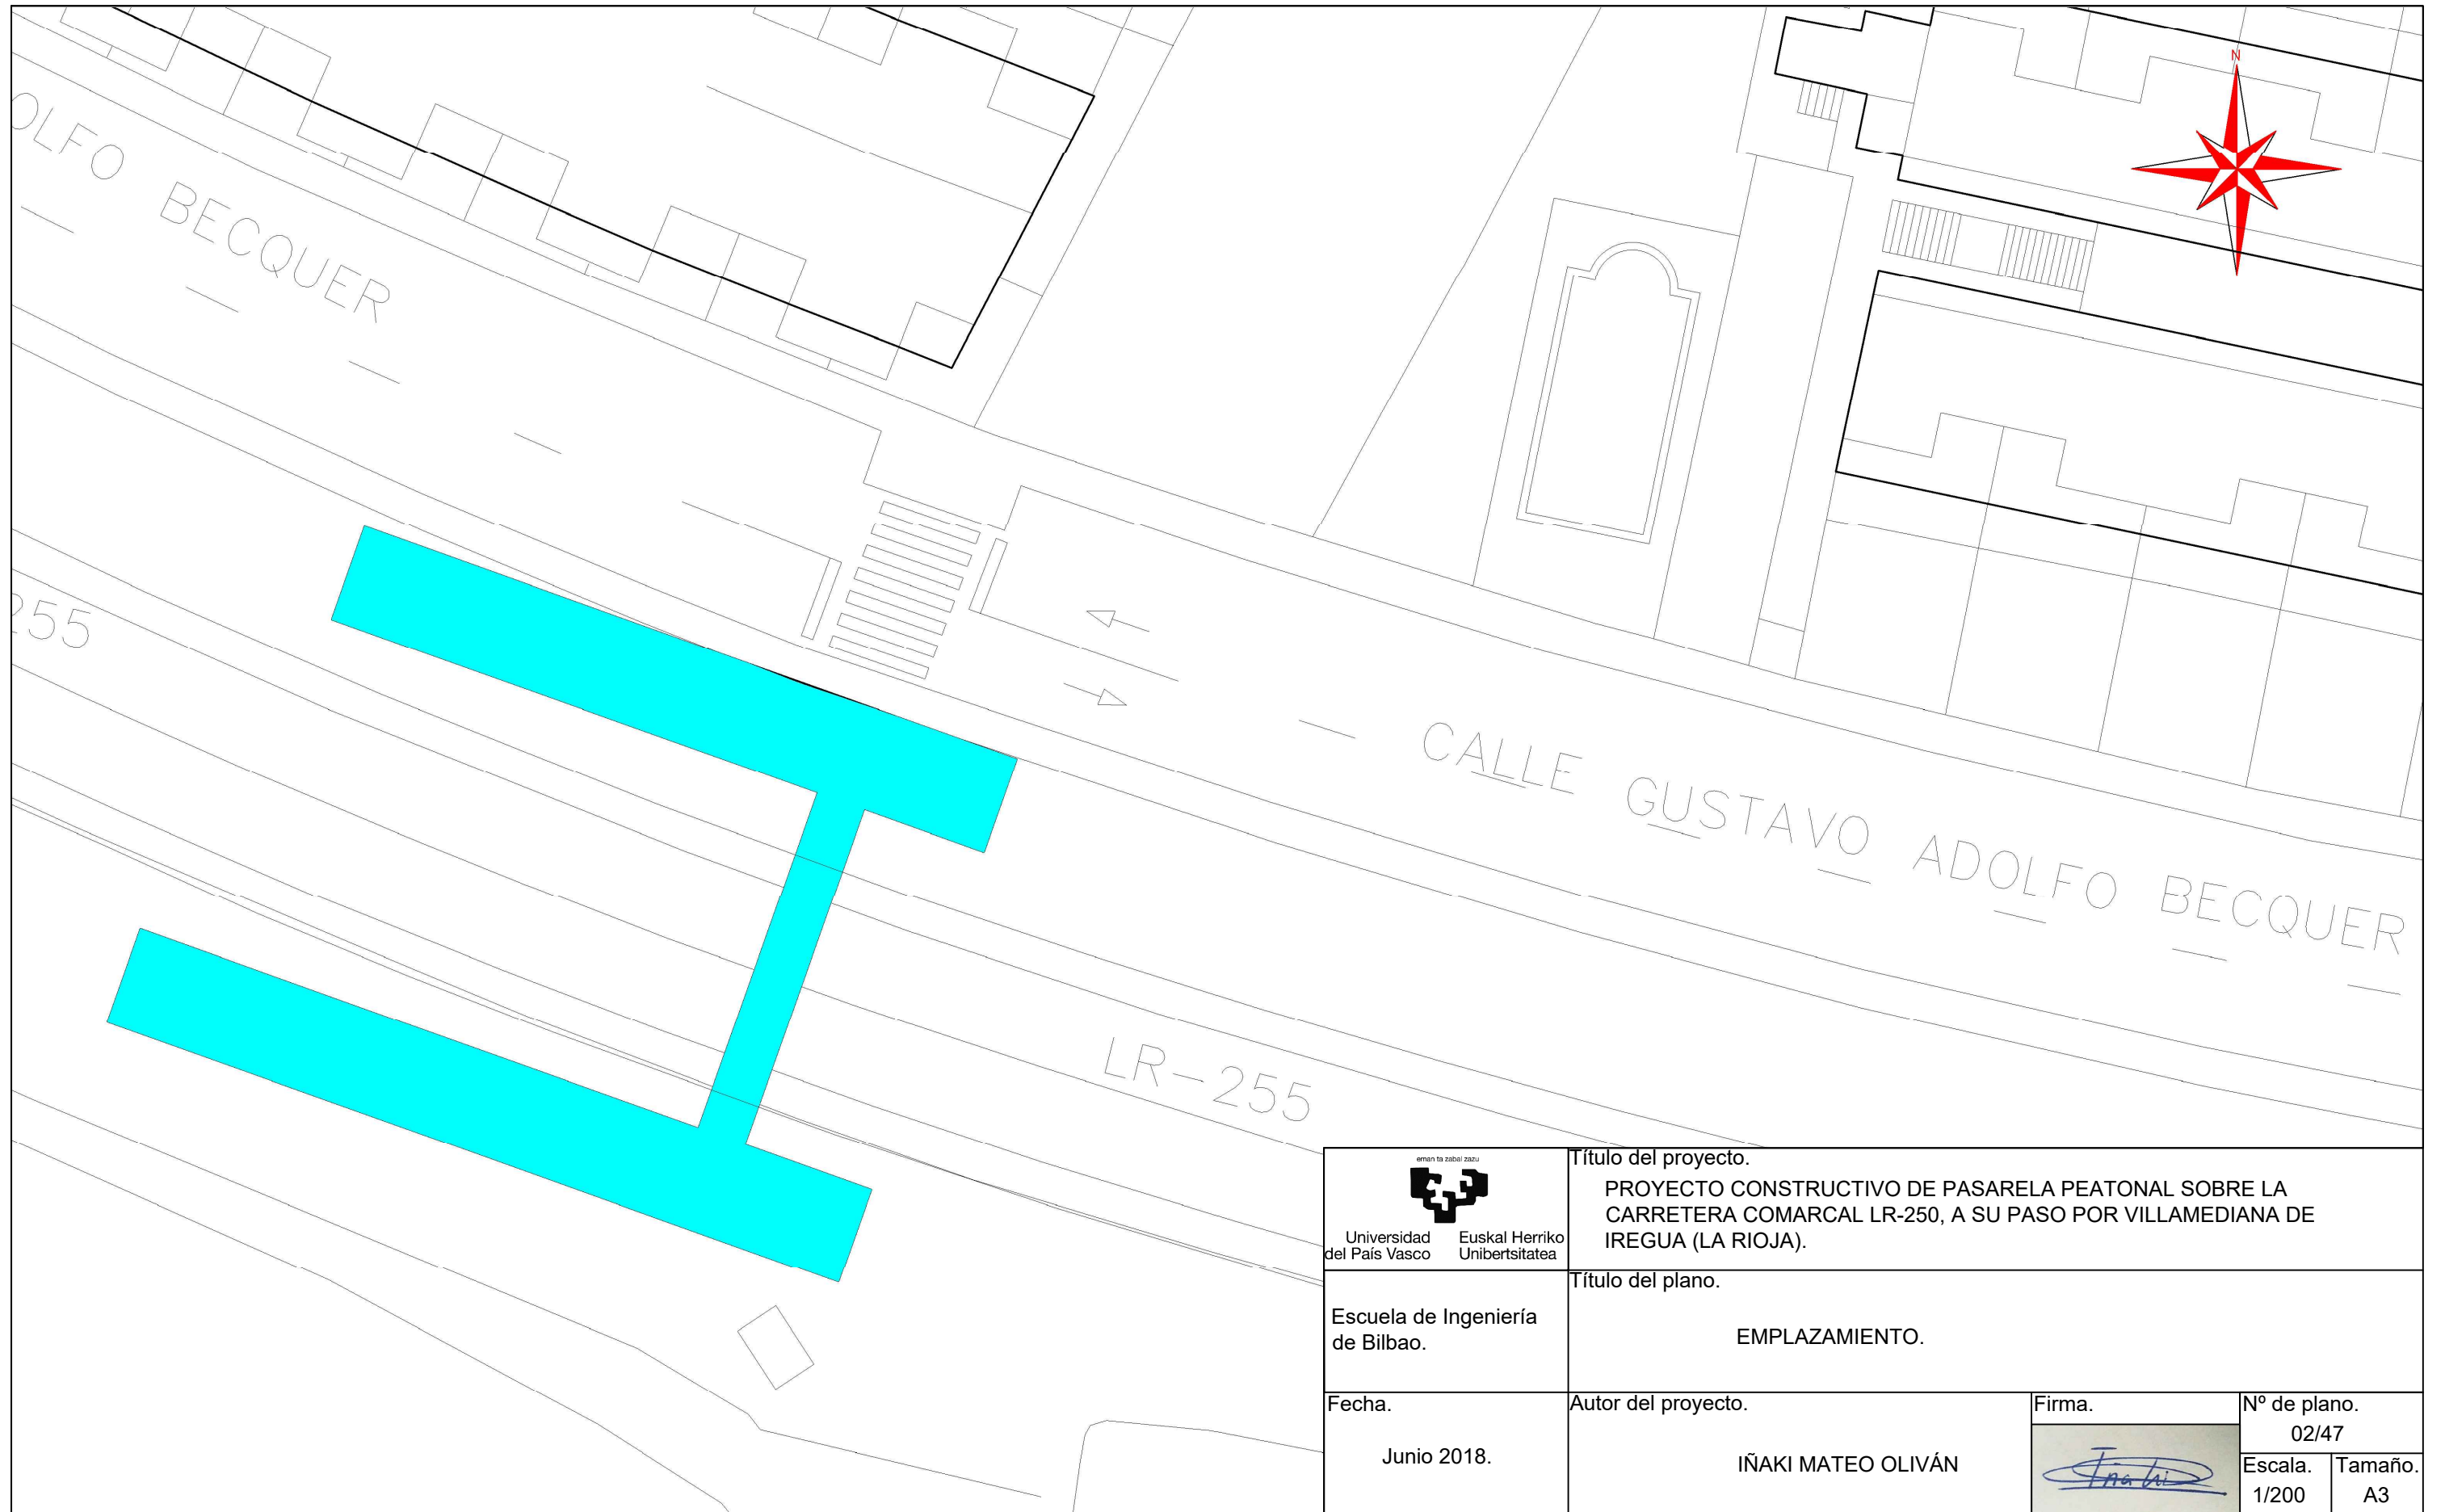 N
OLFO BECQUER
255
CALLE GUSTAVO ADOLFO BECQUER
LR-255
eman ta zabal zazu
Universidad del País Vasco
Euskal Herriko Unibertsitatea
Título del proyecto.
PROYECTO CONSTRUCTIVO DE PASARELA PEATONAL SOBRE LA
CARRETERA COMARCAL LR-250, A SU PASO POR VILLAMEDIANA DE
IREGUA (LA RIOJA).
Escuela de Ingeniería
de Bilbao.
Título del plano.
EMPLAZAMIENTO.
Fecha.
Junio 2018.
Autor del proyecto.
IÑAKI MATEO OLIVÁN
Firma.
Iñaki
Nº de plano.
02/47
Escala.
1/200
Tamaño.
A3